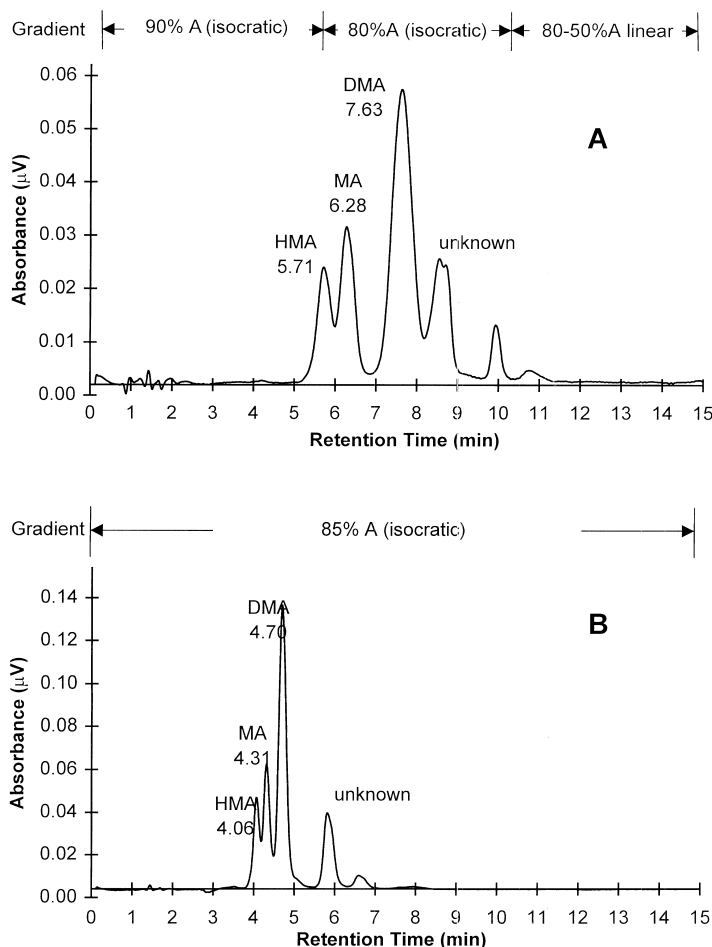 Gradient 90% A (isocratic) 80%A (isocratic) 80-50%A linear
A
Absorbance (µV)
0.06
0.05
0.04
0.03
0.02
0.01
0.00
DMA
7.63
MA
6.28
HMA
5.71
unknown
0 1 2 3 4 5 6 7 8 9 10 11 12 13 14 15
Retention Time (min)
Gradient 85% A (isocratic)
B
Absorbance (µV)
0.14
0.12
0.10
0.08
0.06
0.04
0.02
0.00
DMA
4.70
MA
4.31
HMA
4.06
unknown
0 1 2 3 4 5 6 7 8 9 10 11 12 13 14 15
Retention Time (min)